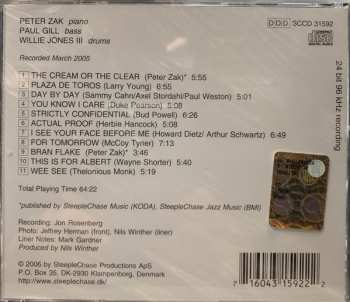 PETER ZAK piano
PAUL GILL bass
WILLIE JONES III drums
DDD SCCD 31592
Recorded March 2005
24 bit 96 kHz recording
1 THE CREAM OR THE CLEAR (Peter Zak)* 5:55
2 PLAZA DE TOROS (Larry Young) 6:51
3 DAY BY DAY (Sammy Cahn/Axel Stordahl/Paul Weston) 6:01
4 YOU KNOW I CARE (Duke Pearson) 5:54
5 STRICTLY CONFIDENTIAL (Bud Powell) 5:26
6 ACTUAL PROOF (Herbie Hancock) 5:31
7 I SEE YOUR FACE BEFORE ME (Howard Dietz/ Arthur Schwartz) 6:49
8 FOR TOMORROW (McCoy Tyner) 6:32
9 BRAN FLAKE (Peter Zak)* 3:46
10 THIS IS FOR ALBERT (Wayne Shorter) 5:46
11 WEE SEE (Thelonious Monk) 5:19
Total Playing Time 64:22
*published by SteepleChase Music (KODA), SteepleChase Jazz Music (BMI)
Recording: Jon Rosenberg
Photo: Jeffrey Herman (front), Nils Winther (liner)
Liner Notes: Mark Gardner
Produced by Nils Winther
© 2006 by SteepleChase Productions ApS
P.O. Box 35, DK-2930 Klampenborg, Denmark
http://www.steeplechase.dk/
7 16043 15922 2